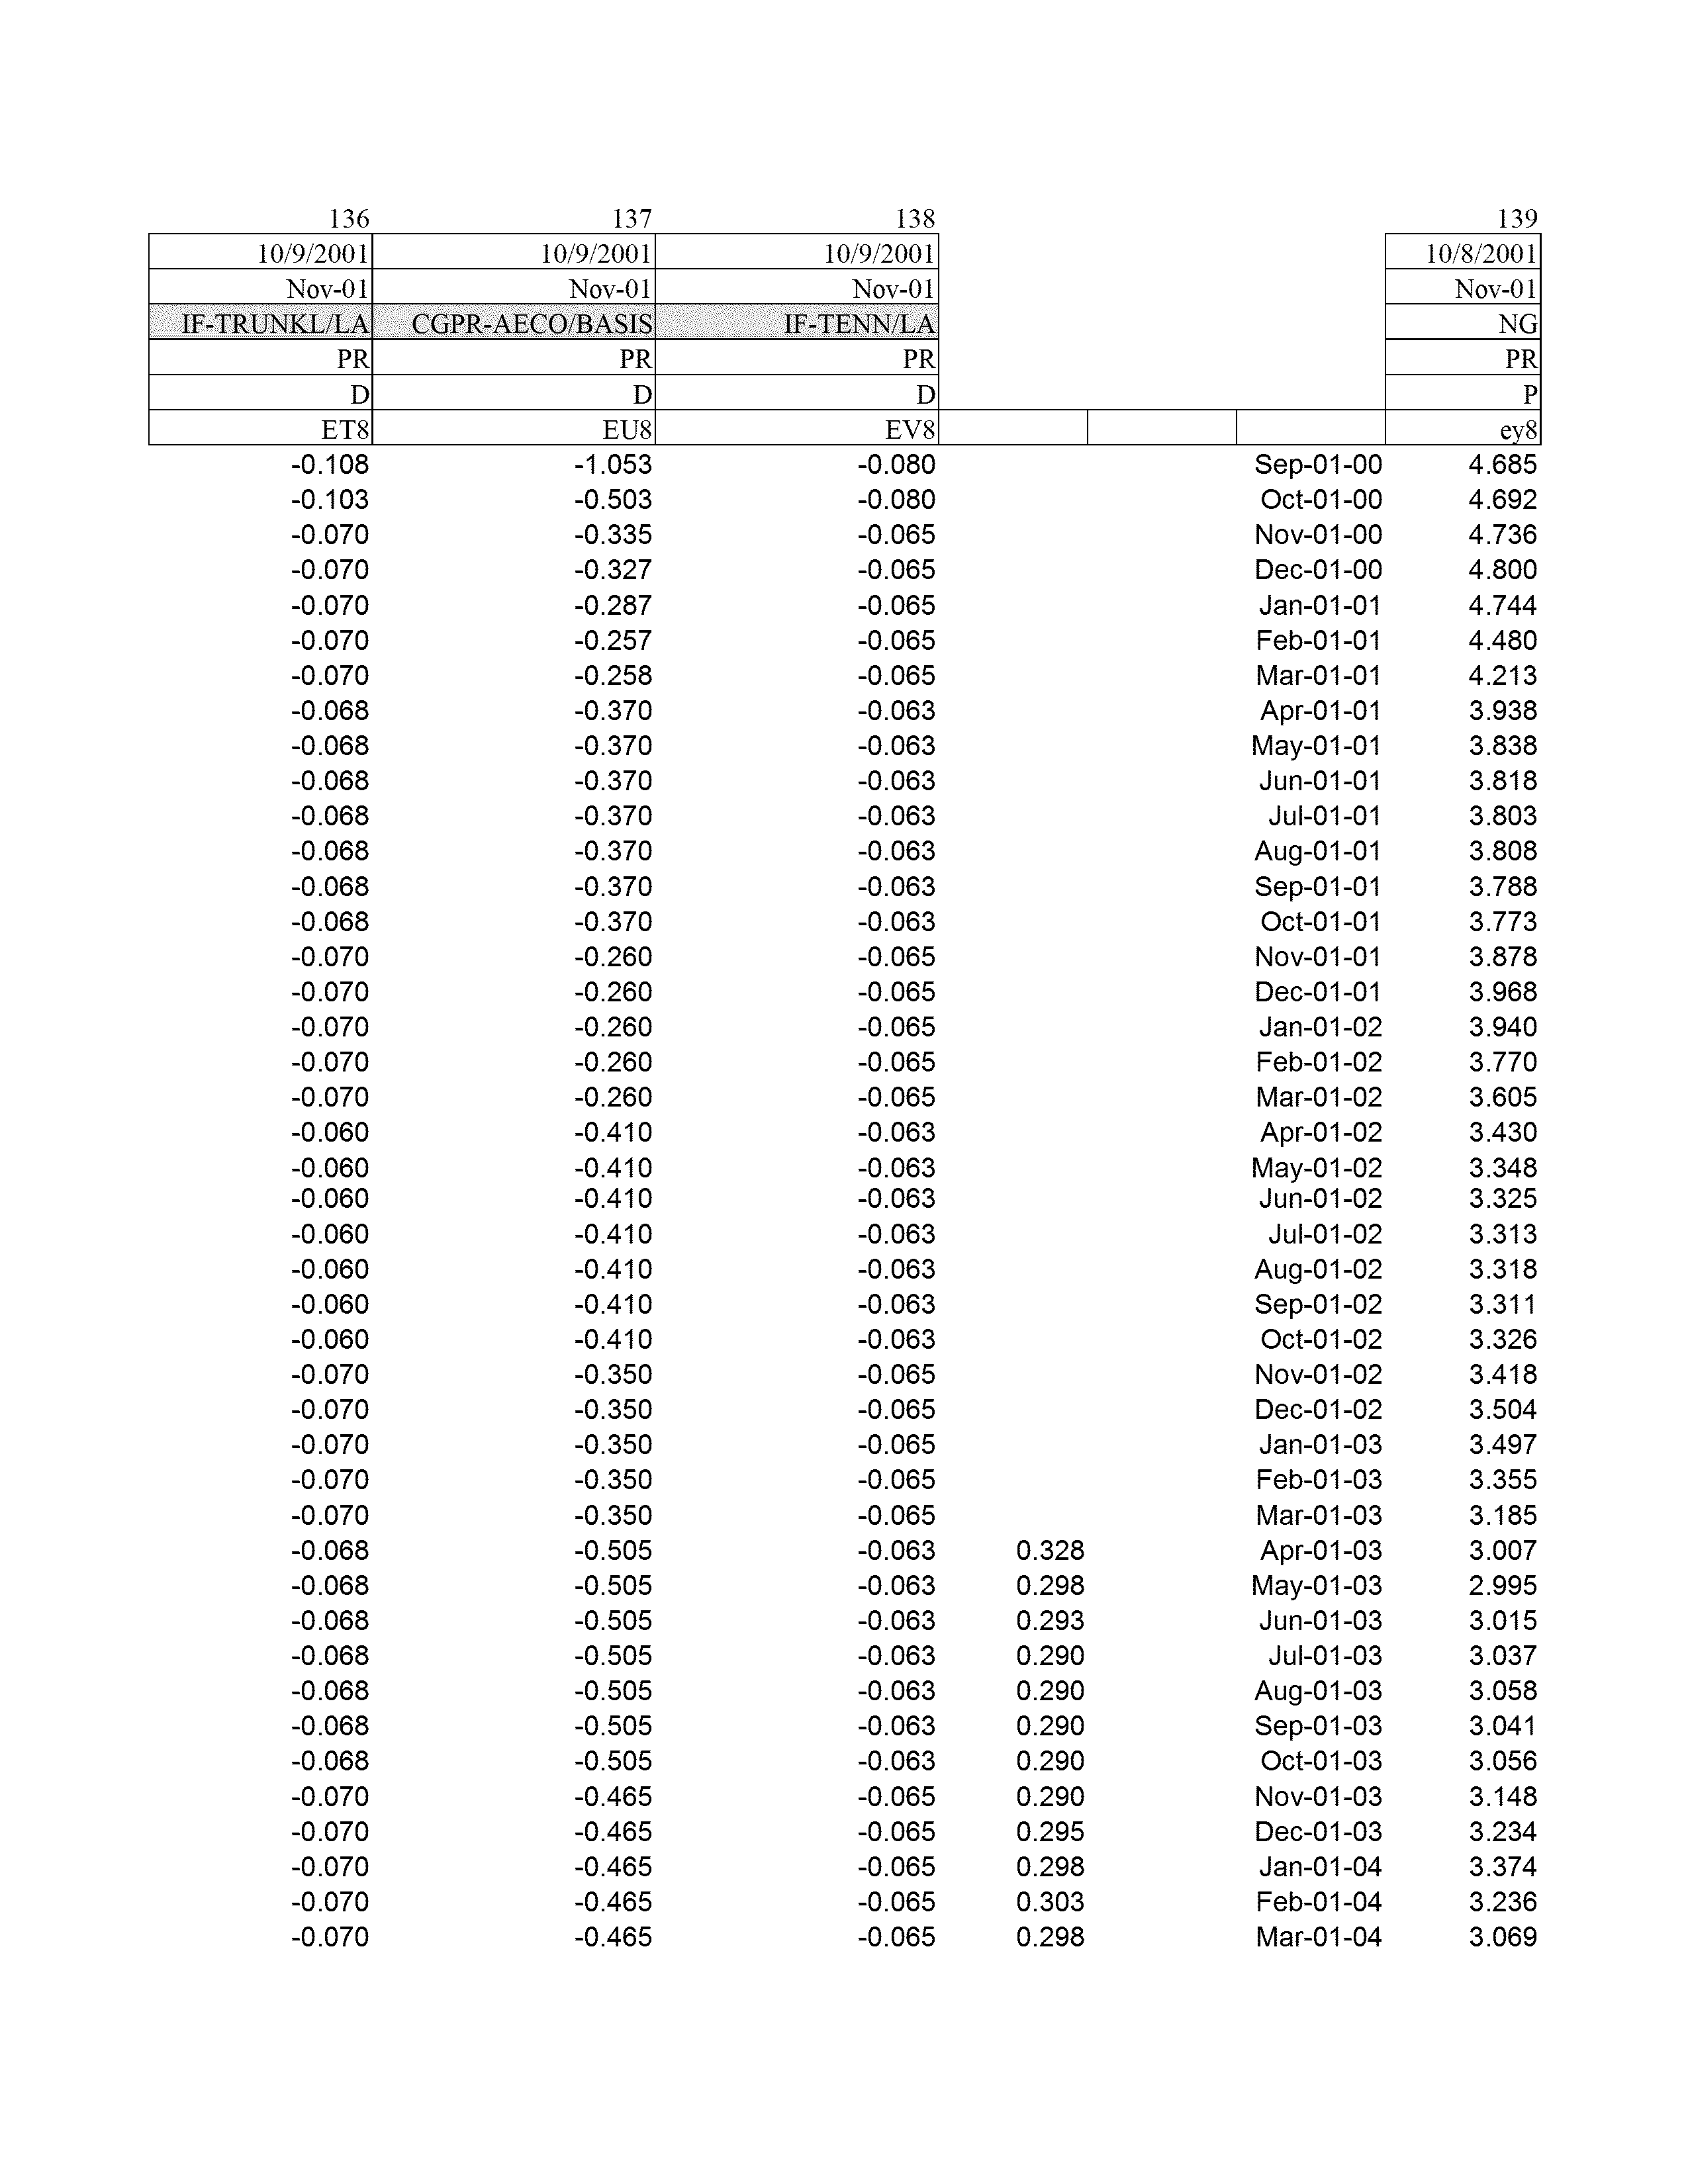 136 137 138 139
10/9/2001 10/9/2001 10/9/2001 10/8/2001
Nov-01 Nov-01 Nov-01 Nov-01
IF-TRUNKL/LA CGPR-AECO/BASIS IF-TENN/LA NG
PR PR PR PR
D D D P
ET8 EU8 EV8 ey8
-0.108 -1.053 -0.080 Sep-01-00 4.685
-0.103 -0.503 -0.080 Oct-01-00 4.692
-0.070 -0.335 -0.065 Nov-01-00 4.736
-0.070 -0.327 -0.065 Dec-01-00 4.800
-0.070 -0.287 -0.065 Jan-01-01 4.744
-0.070 -0.257 -0.065 Feb-01-01 4.480
-0.070 -0.258 -0.065 Mar-01-01 4.213
-0.068 -0.370 -0.063 Apr-01-01 3.938
-0.068 -0.370 -0.063 May-01-01 3.838
-0.068 -0.370 -0.063 Jun-01-01 3.818
-0.068 -0.370 -0.063 Jul-01-01 3.803
-0.068 -0.370 -0.063 Aug-01-01 3.808
-0.068 -0.370 -0.063 Sep-01-01 3.788
-0.068 -0.370 -0.063 Oct-01-01 3.773
-0.070 -0.260 -0.065 Nov-01-01 3.878
-0.070 -0.260 -0.065 Dec-01-01 3.968
-0.070 -0.260 -0.065 Jan-01-02 3.940
-0.070 -0.260 -0.065 Feb-01-02 3.770
-0.070 -0.260 -0.065 Mar-01-02 3.605
-0.060 -0.410 -0.063 Apr-01-02 3.430
-0.060 -0.410 -0.063 May-01-02 3.348
-0.060 -0.410 -0.063 Jun-01-02 3.325
-0.060 -0.410 -0.063 Jul-01-02 3.313
-0.060 -0.410 -0.063 Aug-01-02 3.318
-0.060 -0.410 -0.063 Sep-01-02 3.311
-0.060 -0.410 -0.063 Oct-01-02 3.326
-0.070 -0.350 -0.065 Nov-01-02 3.418
-0.070 -0.350 -0.065 Dec-01-02 3.504
-0.070 -0.350 -0.065 Jan-01-03 3.497
-0.070 -0.350 -0.065 Feb-01-03 3.355
-0.070 -0.350 -0.065 Mar-01-03 3.185
-0.068 -0.505 -0.063 0.328 Apr-01-03 3.007
-0.068 -0.505 -0.063 0.298 May-01-03 2.995
-0.068 -0.505 -0.063 0.293 Jun-01-03 3.015
-0.068 -0.505 -0.063 0.290 Jul-01-03 3.037
-0.068 -0.505 -0.063 0.290 Aug-01-03 3.058
-0.068 -0.505 -0.063 0.290 Sep-01-03 3.041
-0.068 -0.505 -0.063 0.290 Oct-01-03 3.056
-0.070 -0.465 -0.065 0.290 Nov-01-03 3.148
-0.070 -0.465 -0.065 0.295 Dec-01-03 3.234
-0.070 -0.465 -0.065 0.298 Jan-01-04 3.374
-0.070 -0.465 -0.065 0.303 Feb-01-04 3.236
-0.070 -0.465 -0.065 0.298 Mar-01-04 3.069